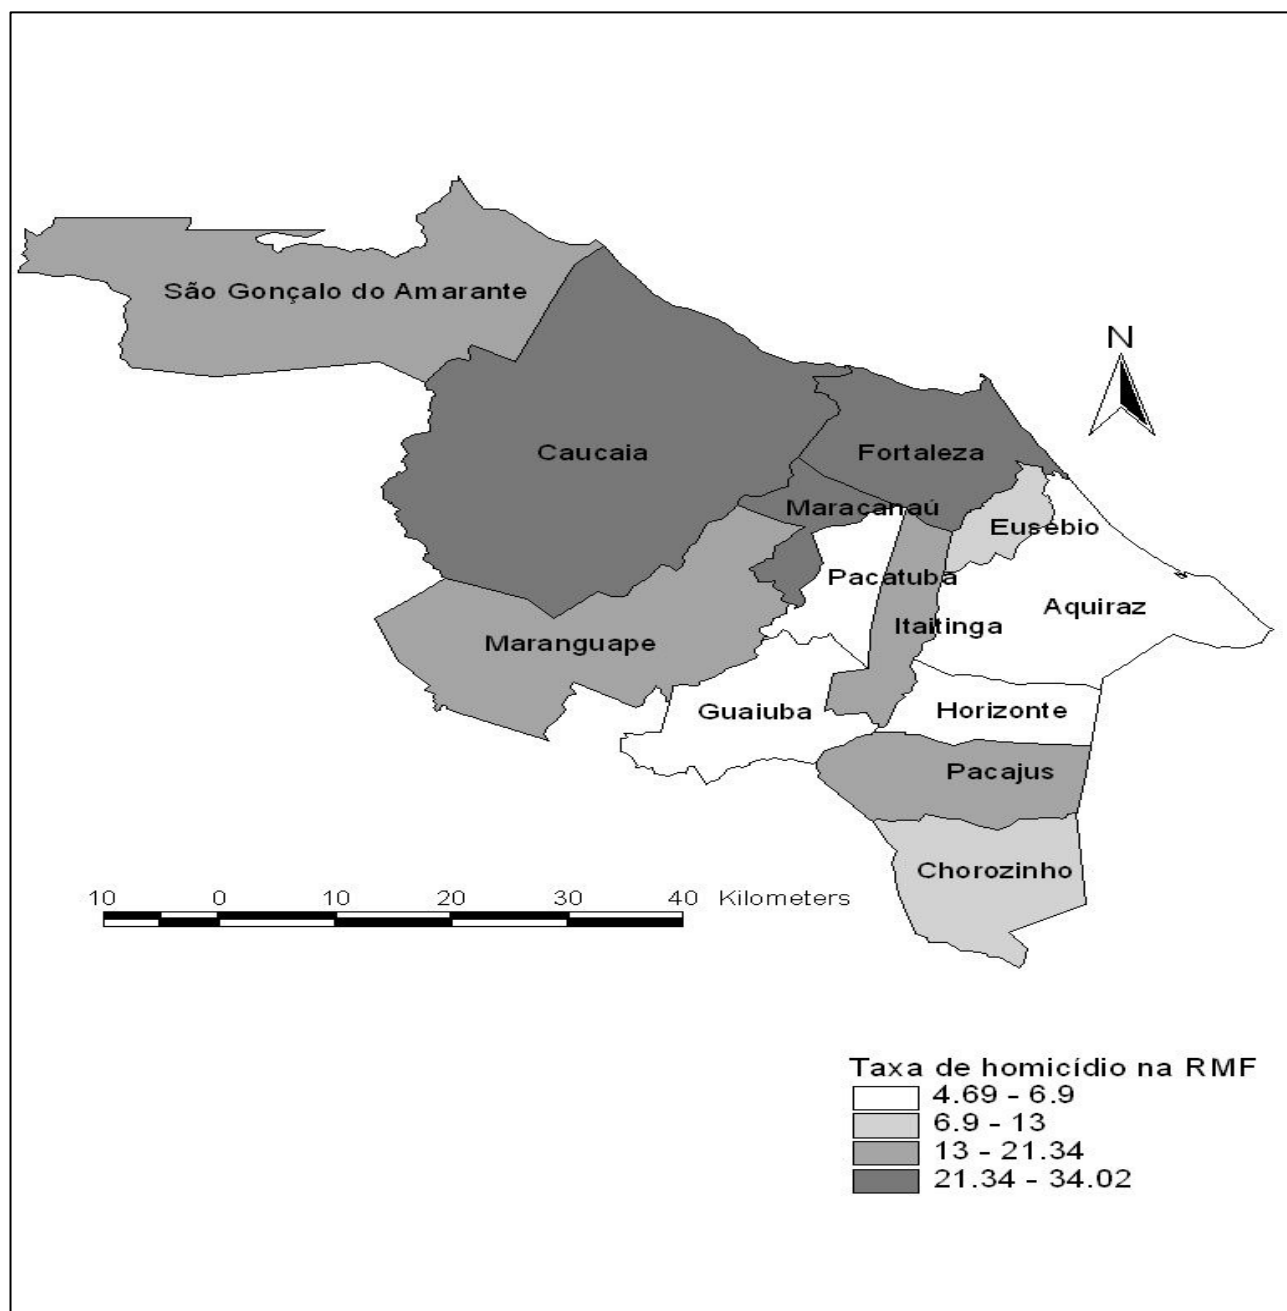 São Gonçalo do Amarante
N
Caucaia
Fortaleza
Maracanaú
Eusébio
Pacatuba
Aquiraz
Itaitinga
Maranguape
Guaiuba
Horizonte
Pacajus
Chorozinho
10 0 10 20 30 40 Kilometers
Taxa de homicídio na RMF
4.69 - 6.9
6.9 - 13
13 - 21.34
21.34 - 34.02